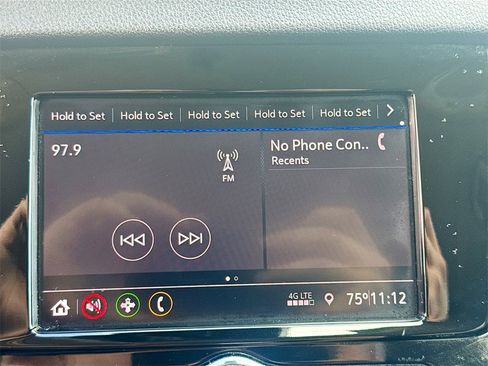 Hold to Set Hold to Set Hold to Set Hold to Set Hold to Set
97.9
FM
No Phone Con..
Recents
4G LTE
75° 11:12